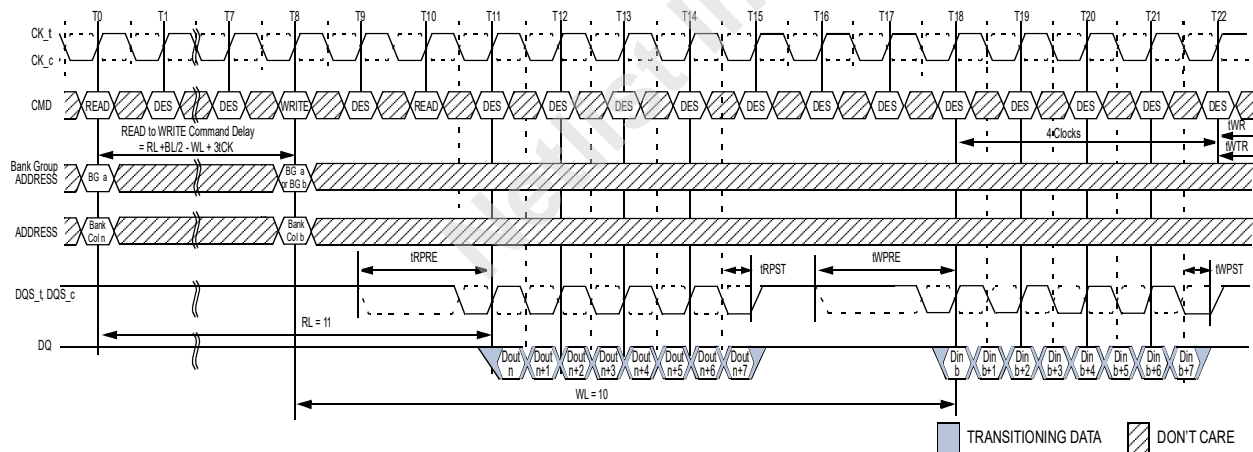 T0 T1 T7 T8 T9 T10 T11 T12 T13 T14 T15 T16 T17 T18 T19 T20 T21 T22
CK_t
CK_c
CMD READ DES DES WRITE DES READ DES DES DES DES DES DES DES DES DES DES DES DES
READ to WRITE Command Delay
= RL +BL/2 - WL + 3tCK
4 Clocks
tWR
tWTR
Bank Group
ADDRESS
BG a
BG a
or BG b
ADDRESS
Bank
Col n
Bank
Col b
tRPRE tRPST tWPRE tWPST
DQS_t, DQS_c
RL = 11
DQ
Dout
n
Dout
n+1
Dout
n+2
Dout
n+3
Dout
n+4
Dout
n+5
Dout
n+6
Dout
n+7
Din
b
Din
b+1
Din
b+2
Din
b+3
Din
b+4
Din
b+5
Din
b+6
Din
b+7
WL = 10
TRANSITIONING DATA
DON'T CARE
Netlist